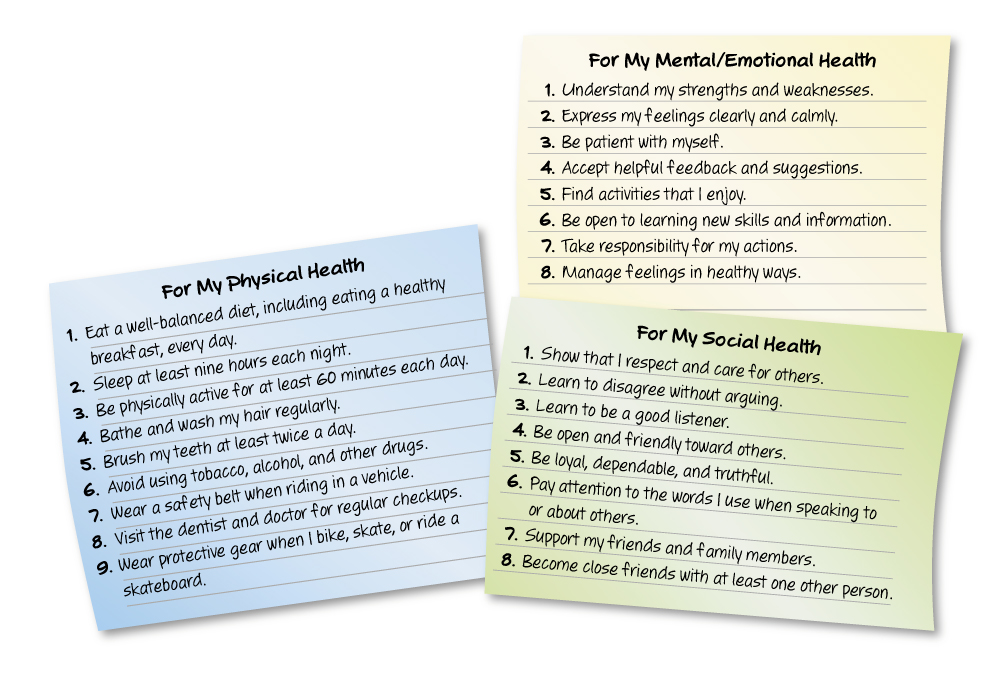 For My Mental/Emotional Health
1. Understand my strengths and weaknesses.
2. Express my feelings clearly and calmly.
3. Be patient with myself.
4. Accept helpful feedback and suggestions.
5. Find activities that I enjoy.
6. Be open to learning new skills and information.
7. Take responsibility for my actions.
8. Manage feelings in healthy ways.
For My Physical Health
1. Eat a well-balanced diet, including eating a healthy
breakfast, every day.
2. Sleep at least nine hours each night.
3. Be physically active for at least 60 minutes each day.
4. Bathe and wash my hair regularly.
5. Brush my teeth at least twice a day.
6. Avoid using tobacco, alcohol, and other drugs.
7. Wear a safety belt when riding in a vehicle.
8. Visit the dentist and doctor for regular checkups.
9. Wear protective gear when I bike, skate, or ride a
skateboard.
For My Social Health
1. Show that I respect and care for others.
2. Learn to disagree without arguing.
3. Learn to be a good listener.
4. Be open and friendly toward others.
5. Be loyal, dependable, and truthful.
6. Pay attention to the words I use when speaking to
or about others.
7. Support my friends and family members.
8. Become close friends with at least one other person.